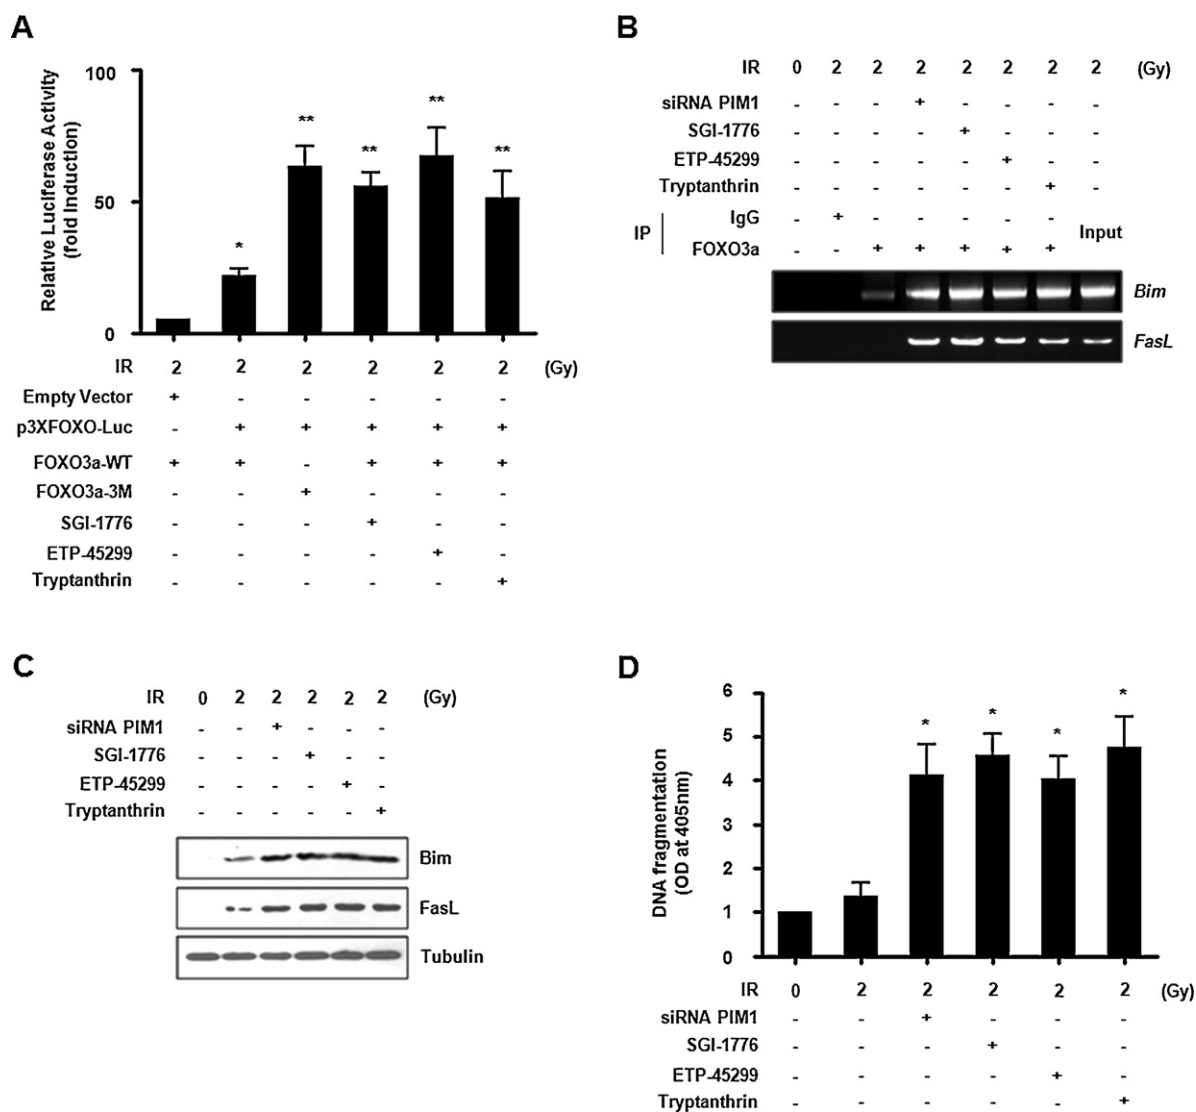 A
Relative Luciferase Activity
(fold Induction)
100
50
0
*
**
**
**
**
IR 2 2 2 2 2 2 (Gy)
Empty Vector + - - - - -
p3XFOXO-Luc - + + + + +
FOXO3a-WT + + - + + +
FOXO3a-3M - - + - - -
SGI-1776 - - - + - -
ETP-45299 - - - - + -
Tryptanthrin - - - - - +
B
IR 0 2 2 2 2 2 2 2 (Gy)
siRNA PIM1 - - - + - - - -
SGI-1776 - - - - + - - -
ETP-45299 - - - - - + - -
Tryptanthrin - - - - - - + -
IP
IgG - + - - - - -
FOXO3a - - + + + + +
Input
Bim
FasL
C
IR 0 2 2 2 2 2 (Gy)
siRNA PIM1 - - + - - -
SGI-1776 - - - + - -
ETP-45299 - - - - + -
Tryptanthrin - - - - - +
Bim
FasL
Tubulin
D
DNA fragmentation
(OD at 405nm)
6
5
4
3
2
1
0
*
*
*
*
IR 0 2 2 2 2 2 (Gy)
siRNA PIM1 - - + - - -
SGI-1776 - - - + - -
ETP-45299 - - - - + -
Tryptanthrin - - - - - +